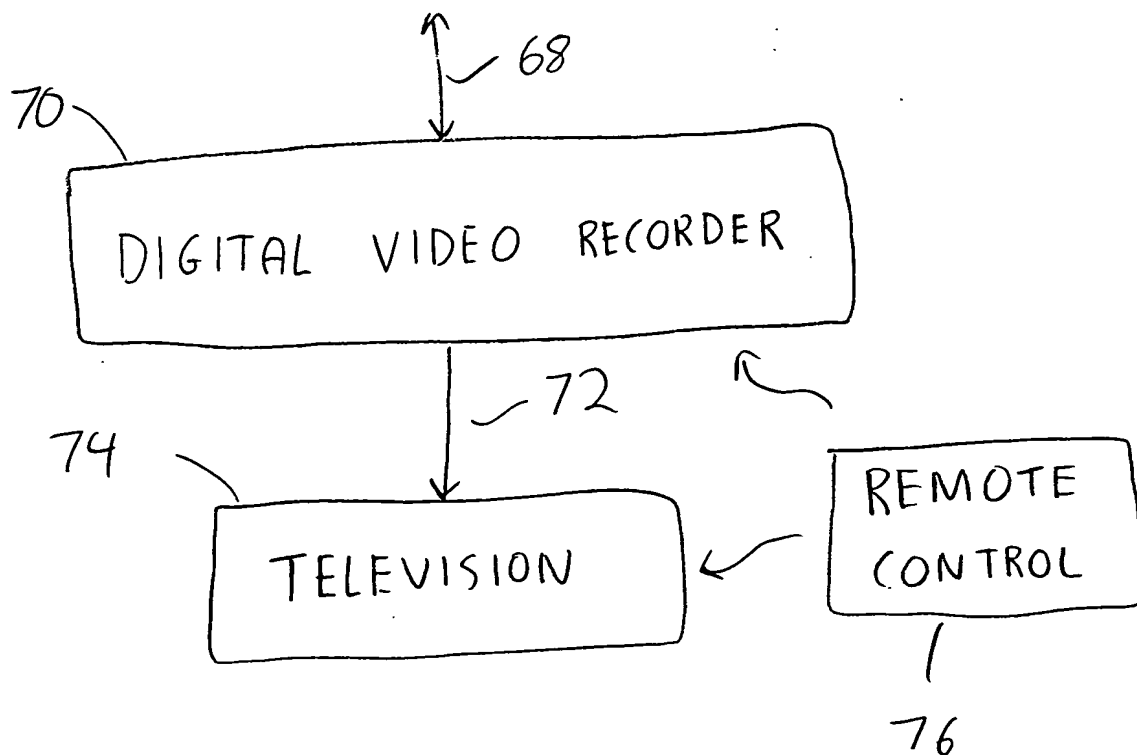 68
70
DIGITAL VIDEO RECORDER
72
74
TELEVISION
REMOTE
CONTROL
76